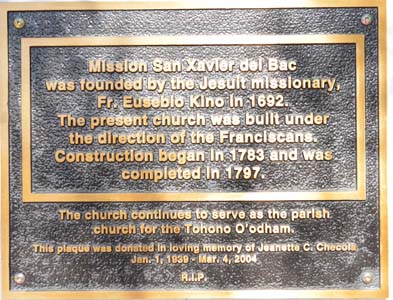 Mission San Xavier del Bac
was founded by the Jesuit missionary,
Fr. Eusebio Kino in 1692.
The present church was built under
the direction of the Franciscans.
Construction began in 1783 and was
completed in 1797.
The church continues to serve as the parish
church for the Tohono O'odham.
This plaque was donated in loving memory of Jeanette C. Checola
Jan. 1, 1939 - Mar. 4, 2004
R.I.P.